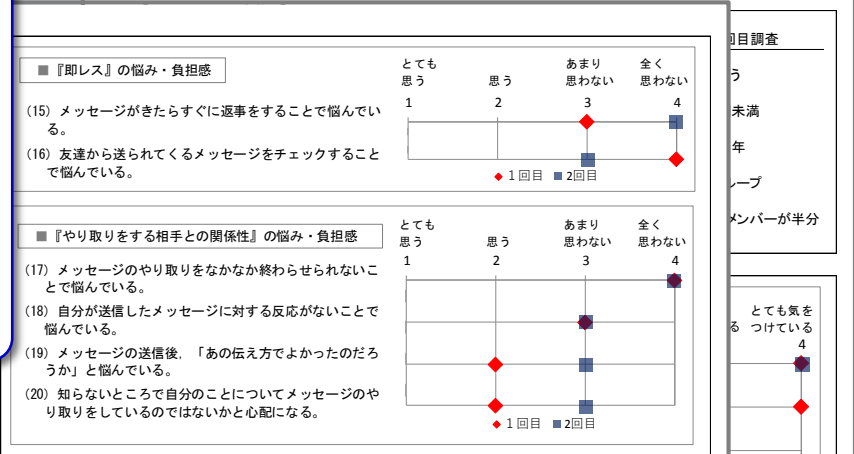 ■『即レス』の悩み・負担感
とても
思う
思う
あまり
思わない
全く
思わない
1 2 3 4
(15) メッセージがきたらすぐに返事をすることで悩んでい
る。
(16) 友達から送られてくるメッセージをチェックすること
で悩んでいる。
◆1回目 ■2回目
■『やり取りをする相手との関係性』の悩み・負担感
とても
思う
思う
あまり
思わない
全く
思わない
1 2 3 4
(17) メッセージのやり取りをなかなか終わらせられないこ
とで悩んでいる。
(18) 自分が送信したメッセージに対する反応がないことで
悩んでいる。
(19) メッセージの送信後,「あの伝え方でよかったのだろ
うか」と悩んでいる。
(20) 知らないところで自分のことについてメッセージのや
り取りをしているのではないかと心配になる。
◆1回目 ■2回目
回目調査
う
未満
年
ループ
メンバーが半分
とても気を
る つけている
4